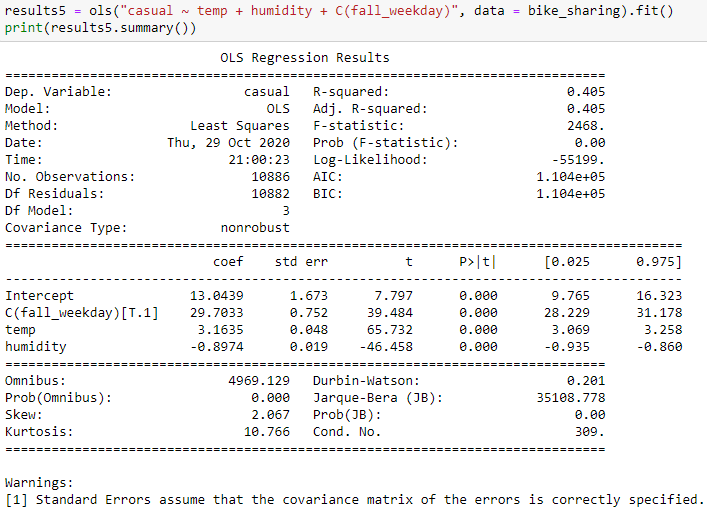 results5 = ols("casual ~ temp + humidity + C(fall_weekday)", data = bike_sharing).fit()
print(results5.summary())
                            OLS Regression Results
==============================================================================
Dep. Variable:                 casual   R-squared:                       0.405
Model:                            OLS   Adj. R-squared:                  0.405
Method:                 Least Squares   F-statistic:                     2468.
Date:                Thu, 29 Oct 2020   Prob (F-statistic):               0.00
Time:                        21:00:23   Log-Likelihood:                -55199.
No. Observations:               10886   AIC:                         1.104e+05
Df Residuals:                   10882   BIC:                         1.104e+05
Df Model:                           3
Covariance Type:            nonrobust
========================================================================================
                           coef    std err          t      P>|t|      [0.025      0.975]
----------------------------------------------------------------------------------------
Intercept               13.0439      1.673      7.797      0.000       9.765      16.323
C(fall_weekday)[T.1]    29.7033      0.752     39.484      0.000      28.229      31.178
temp                     3.1635      0.048     65.732      0.000       3.069       3.258
humidity                -0.8974      0.019    -46.458      0.000      -0.935      -0.860
==============================================================================
Omnibus:                     4969.129   Durbin-Watson:                   0.201
Prob(Omnibus):                  0.000   Jarque-Bera (JB):            35108.778
Skew:                           2.067   Prob(JB):                         0.00
Kurtosis:                      10.766   Cond. No.                         309.
==============================================================================

Warnings:
[1] Standard Errors assume that the covariance matrix of the errors is correctly specified.